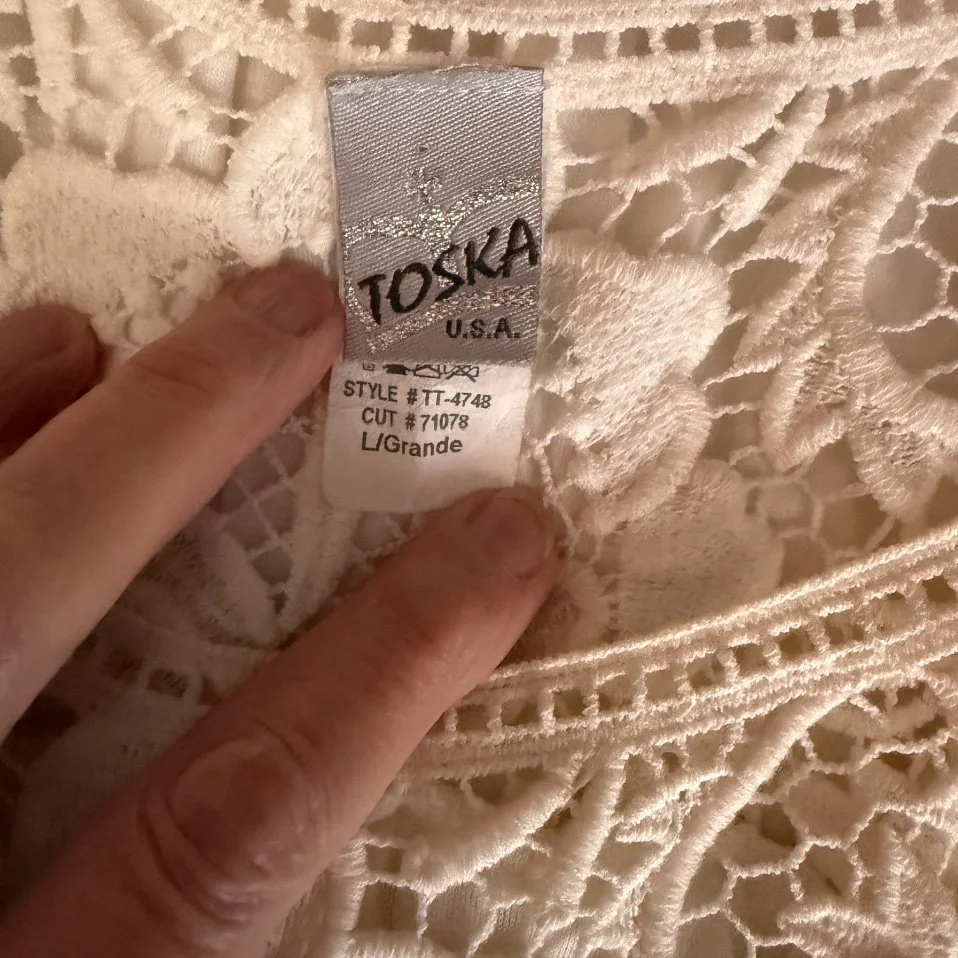 TOSKA
U.S.A.
STYLE # TT-4748
CUT # 71078
L/Grande